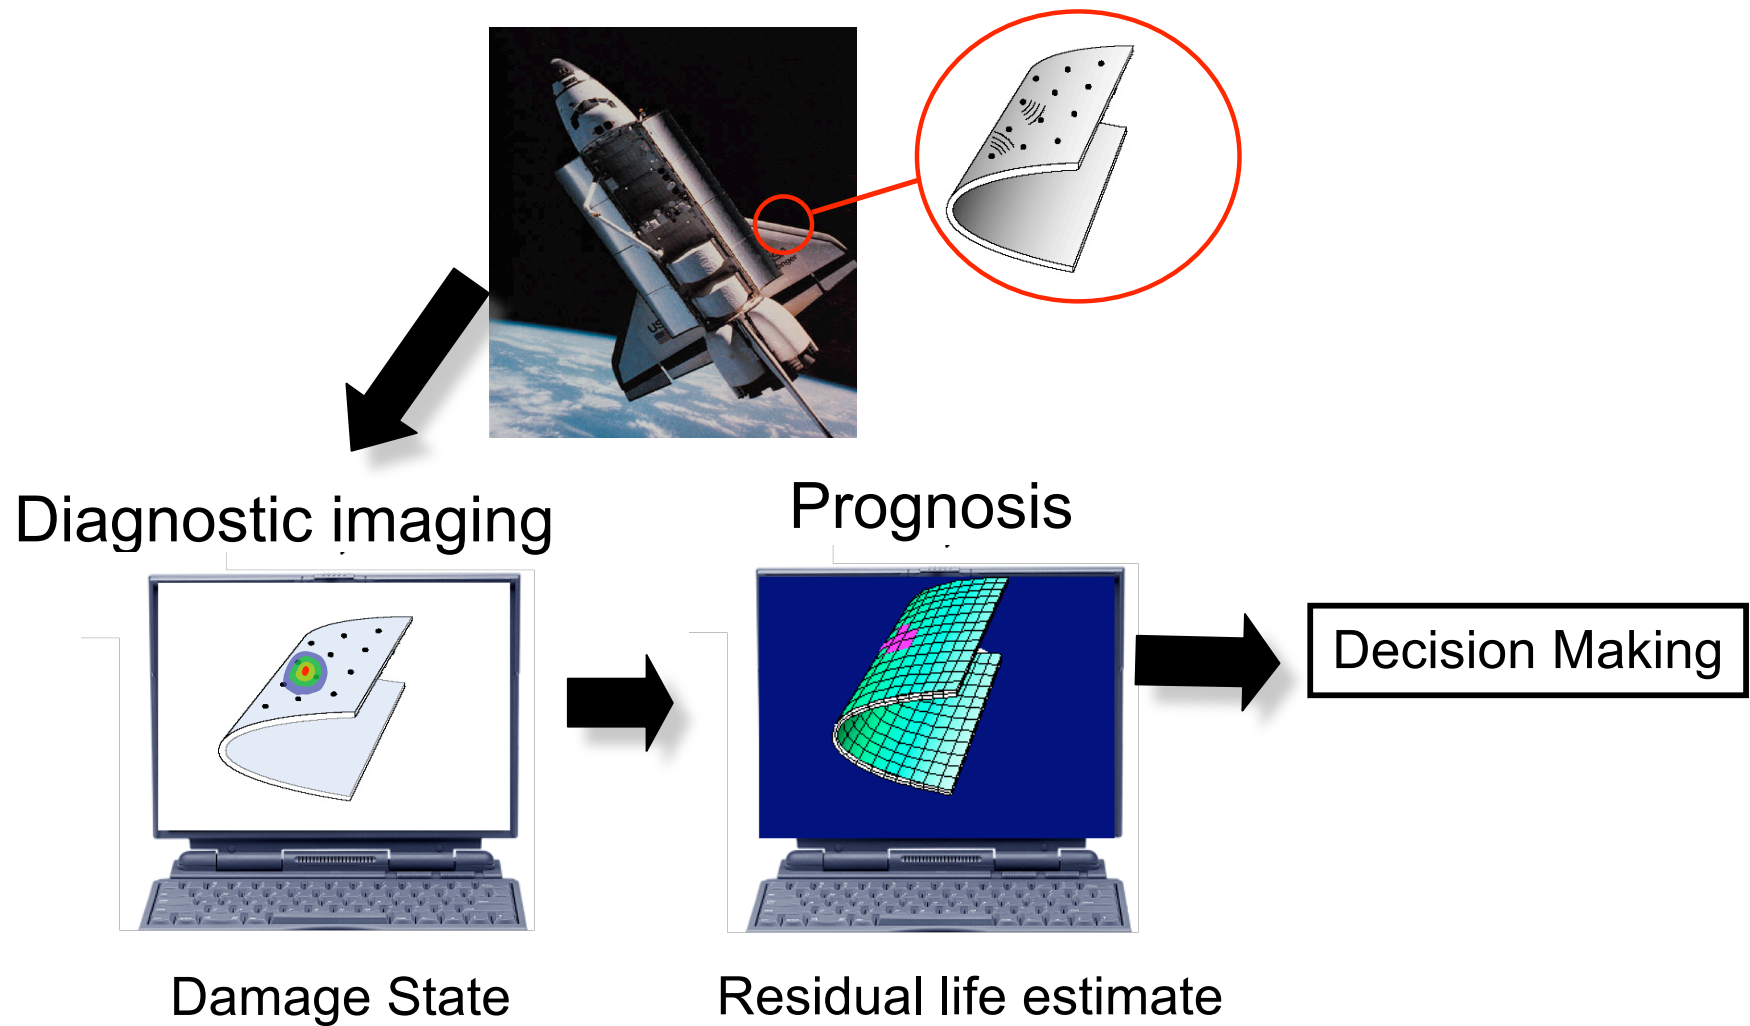 Diagnostic imaging
Prognosis
Decision Making
Damage State
Residual life estimate